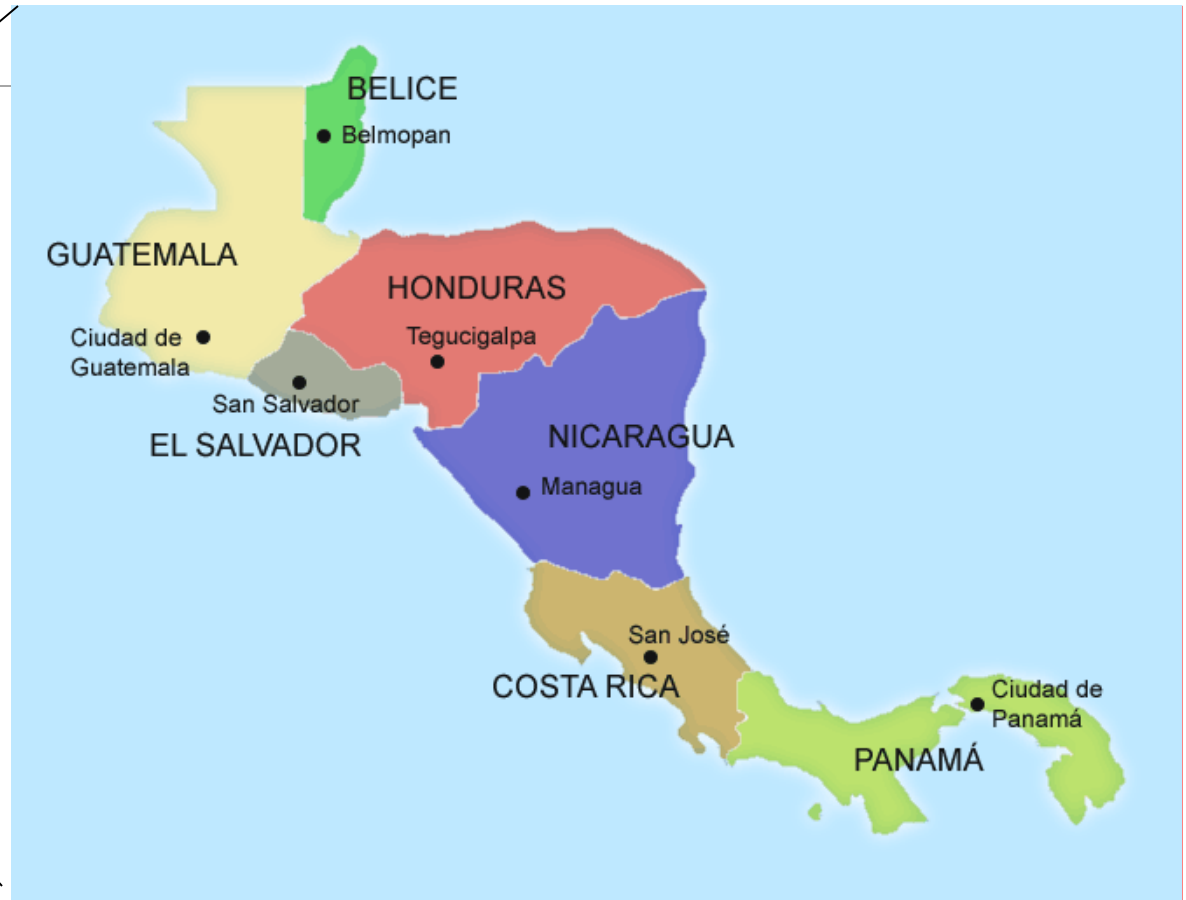 BELICE
Belmopan
GUATEMALA
HONDURAS
Ciudad de
Guatemala
Tegucigalpa
San Salvador
EL SALVADOR
NICARAGUA
Managua
San José
COSTA RICA
Ciudad de
Panamá
PANAMÁ